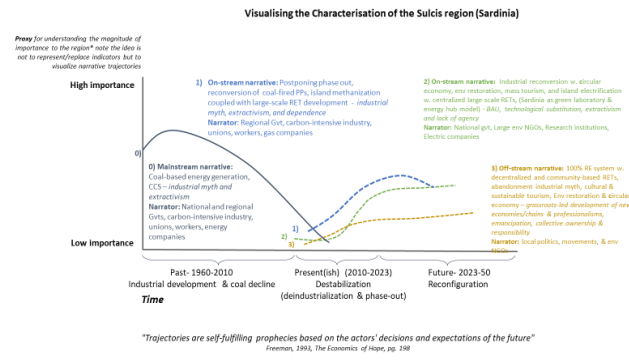 Visualising the Characterisation of the Sulcis region (Sardinia)
Proxy for understanding the magnitude of
importance to the region* note the idea is
not to represent/replace indicators but to
visualize narrative trajectories
High importance
1) On-stream narrative: Postponing phase out,
reconversion of coal-fired PPs, island methanization
coupled with large-scale RET development - industrial
myth, extractivism, and dependence
Narrator: Regional Gvt, carbon-intensive industry,
unions, workers, gas companies
2) On-stream narrative: Industrial reconversion w. circular
economy, env restoration, mass tourism, and island electrification
w. centralized large-scale RETs, (Sardinia as green laboratory &
energy hub model) - BAU, technological substitution, extractivism
and lack of agency
Narrator: National gvt, Large env NGOs, Research institutions,
Electric companies
0)
0) Mainstream narrative:
Coal-based energy generation,
CCS – industrial myth and
extractivism
Narrator: National and regional
Gvts, carbon-intensive industry,
unions, workers, energy
companies
3) Off-stream narrative: 100% RE system w.
decentralized and community-based RETs,
abandonment industrial myth, cultural &
sustainable tourism, Env restoration & circular
economy – grassroots-led development of new
economies/chains & professionalisms,
emancipation, collective ownership &
responsibility
Narrator: local politics, movements, & env
NGOs
1)
2)
3)
Low importance
Past- 1960-2010
Industrial development & coal decline
Present(ish) (2010-2023)
Destabilization
(deindustrialization & phase-out)
Future- 2023-50
Reconfiguration
Time
"Trajectories are self-fulfilling prophecies based on the actors' decisions and expectations of the future"
Freeman, 1993, The Economics of Hope, pg. 198